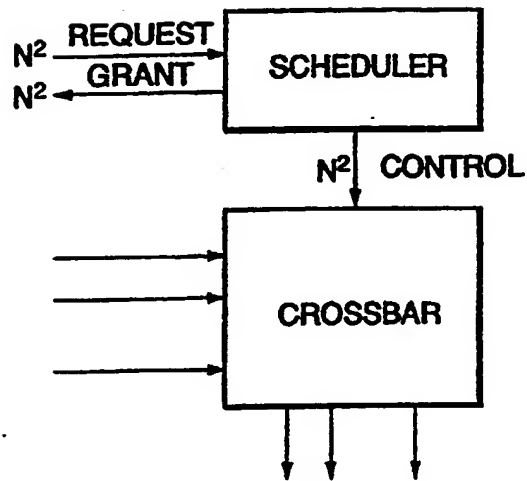 N² REQUEST
N² GRANT
SCHEDULER
N² CONTROL
CROSSBAR